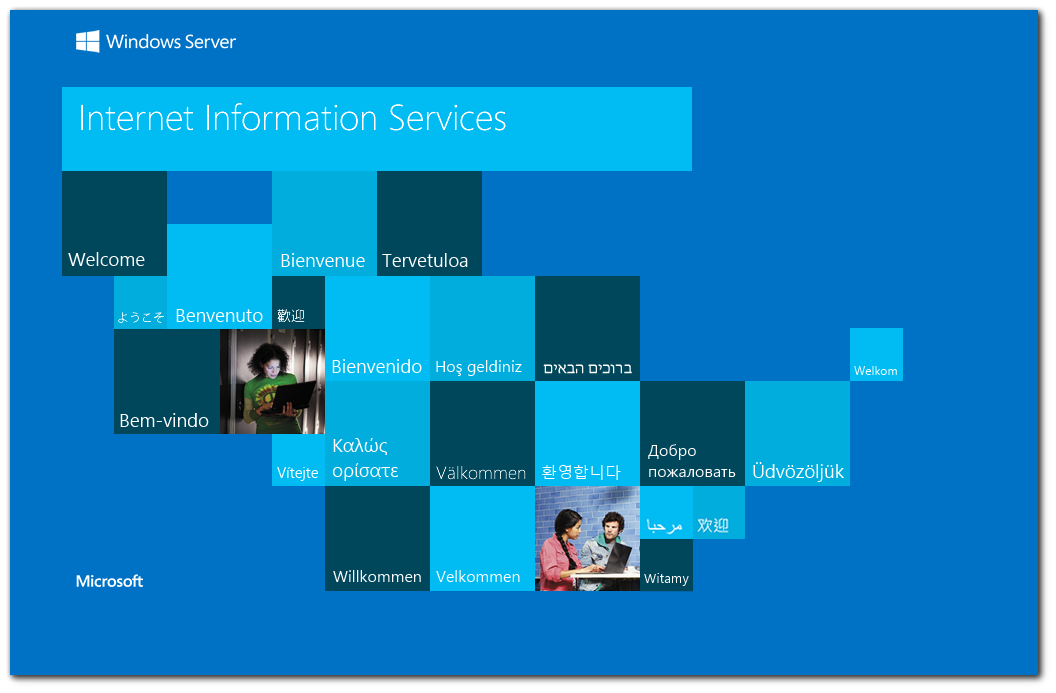 Windows Server
Internet Information Services
Welcome
Bienvenue
Tervetuloa
ようこそ
Benvenuto
歡迎
Bienvenido
Hoş geldiniz
ברוכים הבאים
Welkom
Bem-vindo
Vítejte
Καλώς
ορίσατε
Välkommen
환영합니다
Добро
пожаловать
Üdvözöljük
مرحبا
欢迎
Willkommen
Velkommen
Witamy
Microsoft